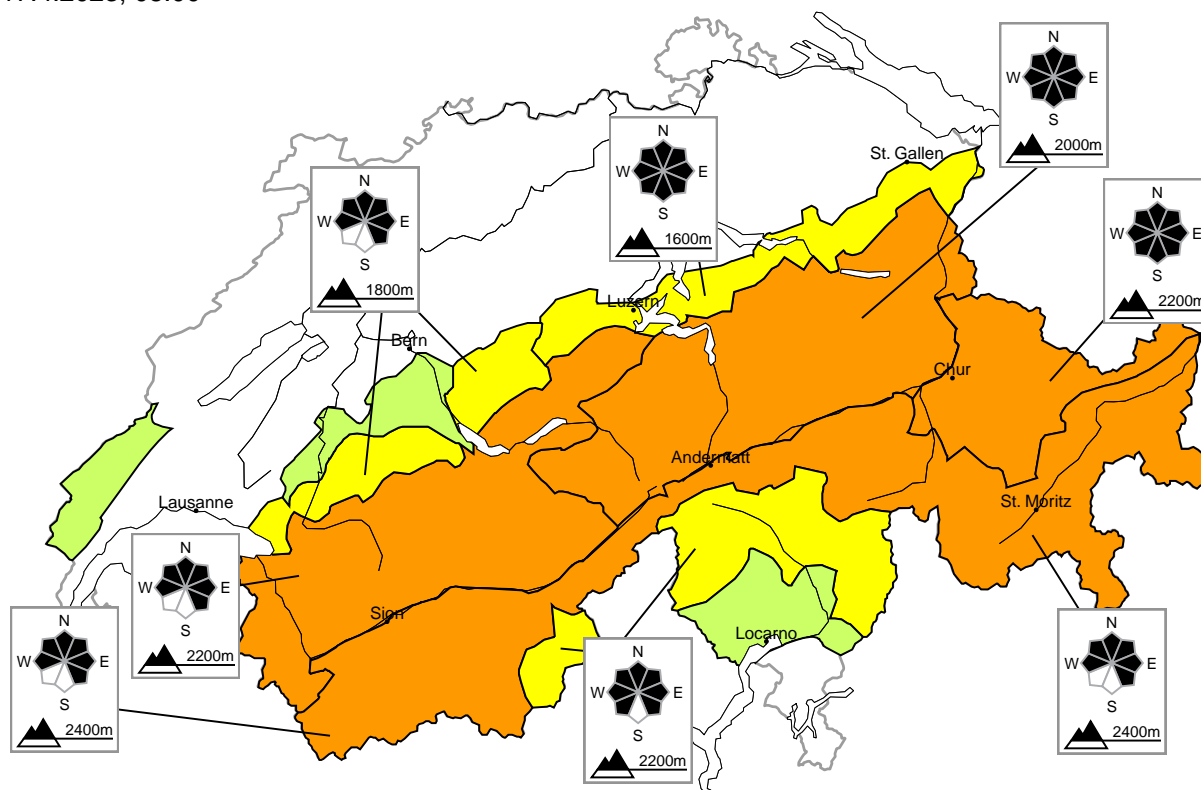 N
W E
S
2000m
N
W E
S
1600m
St. Gallen
N
W E
S
1800m
N
W E
S
2200m
Luzern
Bern
Chur
Andermatt
St. Moritz
Lausanne
N
W E
S
2200m
Sion
Locarno
N
W E
S
2400m
N
W E
S
2200m
N
W E
S
2400m